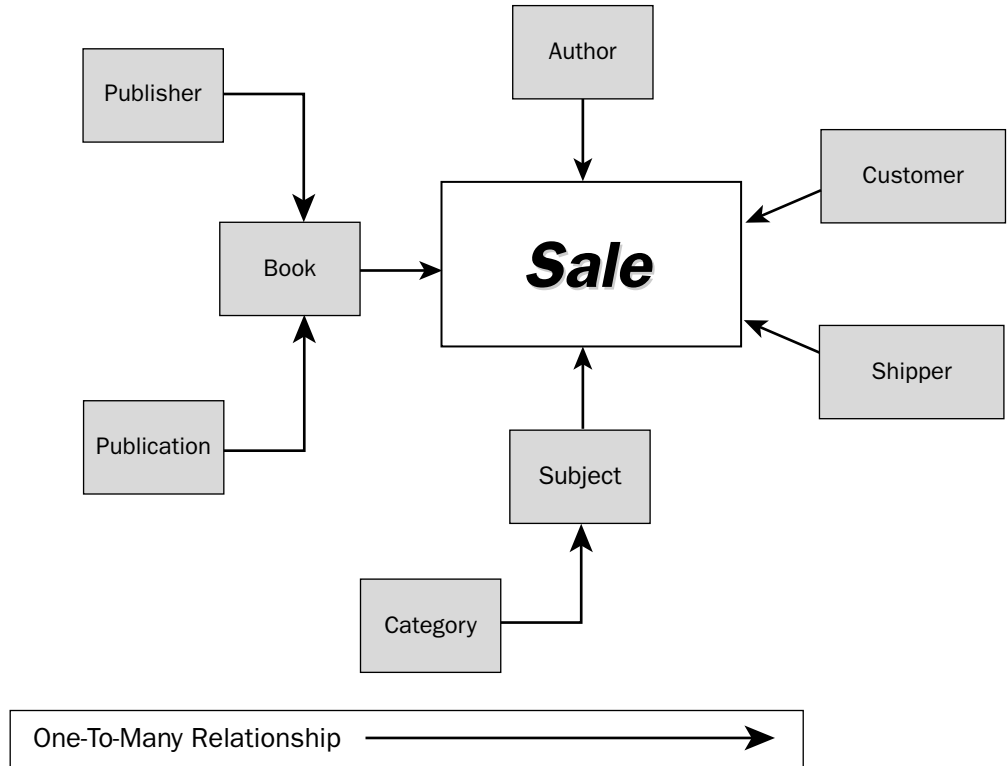 Author
Publisher
Customer
Book
Sale
Shipper
Publication
Subject
Category
One-To-Many Relationship